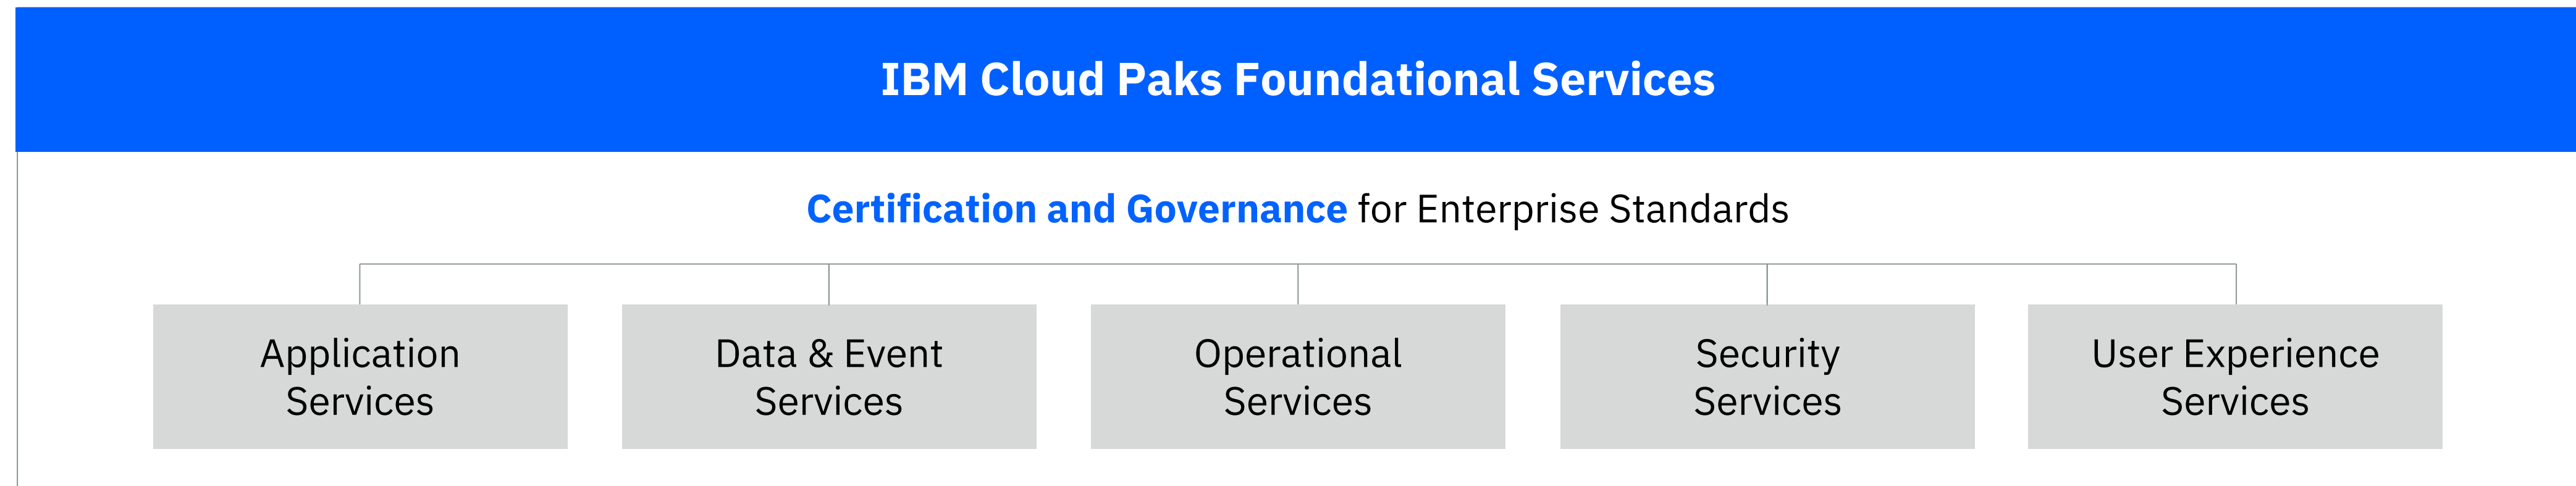 IBM Cloud Paks Foundational Services
Certification and Governance for Enterprise Standards
Application
Services
Data & Event
Services
Operational
Services
Security
Services
User Experience
Services